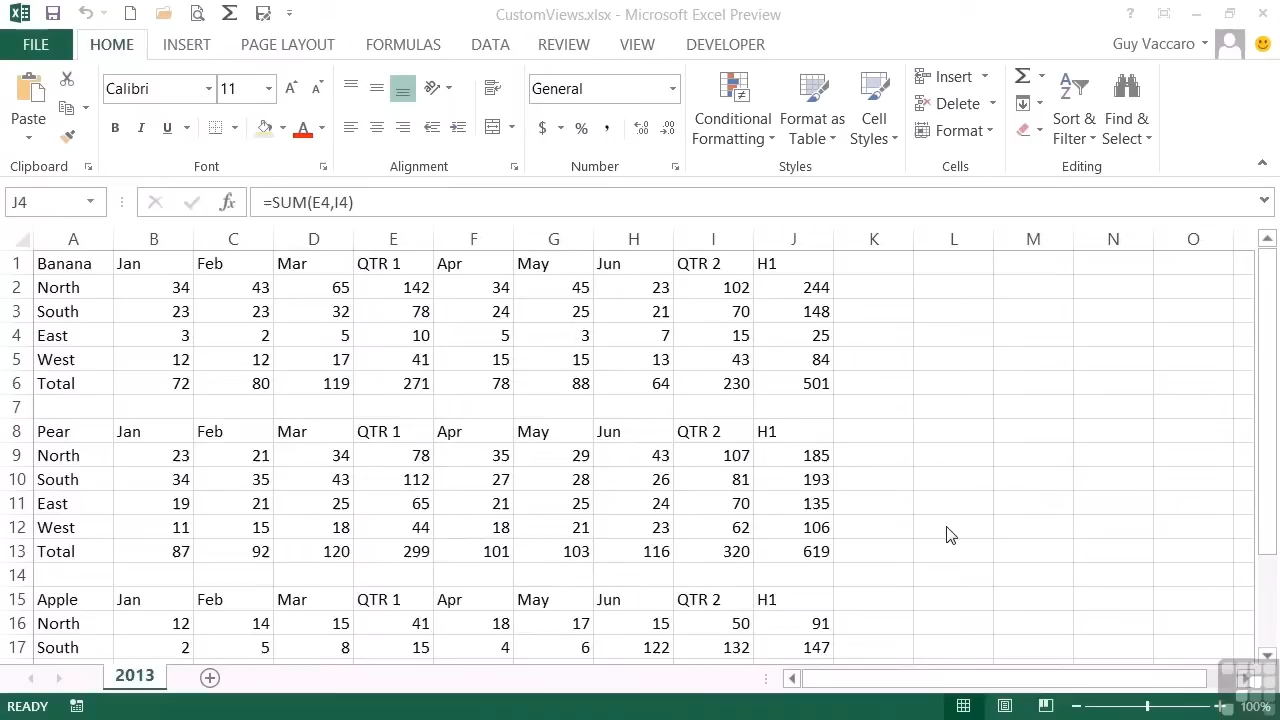 CustomViews.xlsx - Microsoft Excel Preview
FILE HOME INSERT PAGE LAYOUT FORMULAS DATA REVIEW VIEW DEVELOPER Guy Vaccaro
Calibri 11 General Insert
Delete
Format
Paste Conditional Formatting Format as Table Cell Styles Sort & Filter Find & Select
B I U $ % ,
Clipboard Font Alignment Number Styles Cells Editing
J4 fx =SUM(E4,I4)
A B C D E F G H I J K L M N O
1 Banana Jan Feb Mar QTR 1 Apr May Jun QTR 2 H1
2 North 34 43 65 142 34 45 23 102 244
3 South 23 23 32 78 24 25 21 70 148
4 East 3 2 5 10 5 3 7 15 25
5 West 12 12 17 41 15 15 13 43 84
6 Total 72 80 119 271 78 88 64 230 501
7
8 Pear Jan Feb Mar QTR 1 Apr May Jun QTR 2 H1
9 North 23 21 34 78 35 29 43 107 185
10 South 34 35 43 112 27 28 26 81 193
11 East 19 21 25 65 21 25 24 70 135
12 West 11 15 18 44 18 21 23 62 106
13 Total 87 92 120 299 101 103 116 320 619
14
15 Apple Jan Feb Mar QTR 1 Apr May Jun QTR 2 H1
16 North 12 14 15 41 18 17 15 50 91
17 South 2 5 8 15 4 6 122 132 147
2013
READY 100%